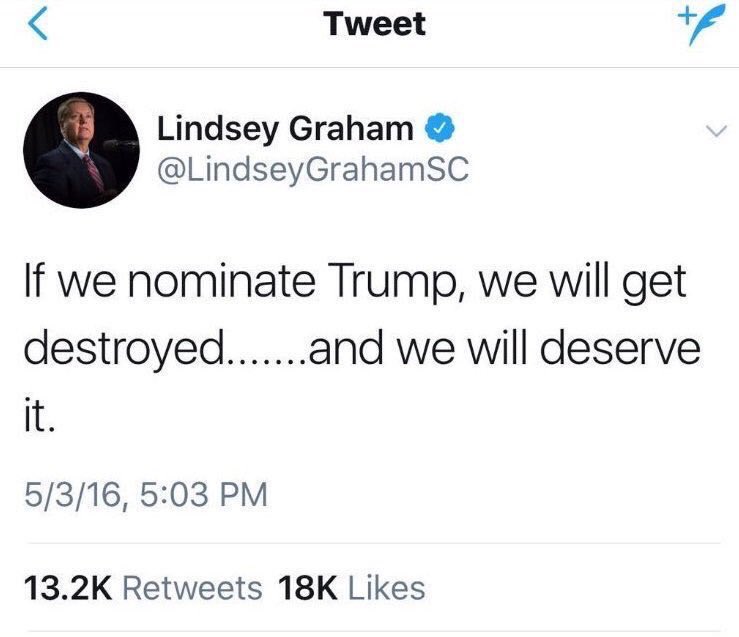 Tweet
Lindsey Graham
@LindseyGrahamSC
If we nominate Trump, we will get
destroyed.......and we will deserve
it.
5/3/16, 5:03 PM
13.2K Retweets 18K Likes